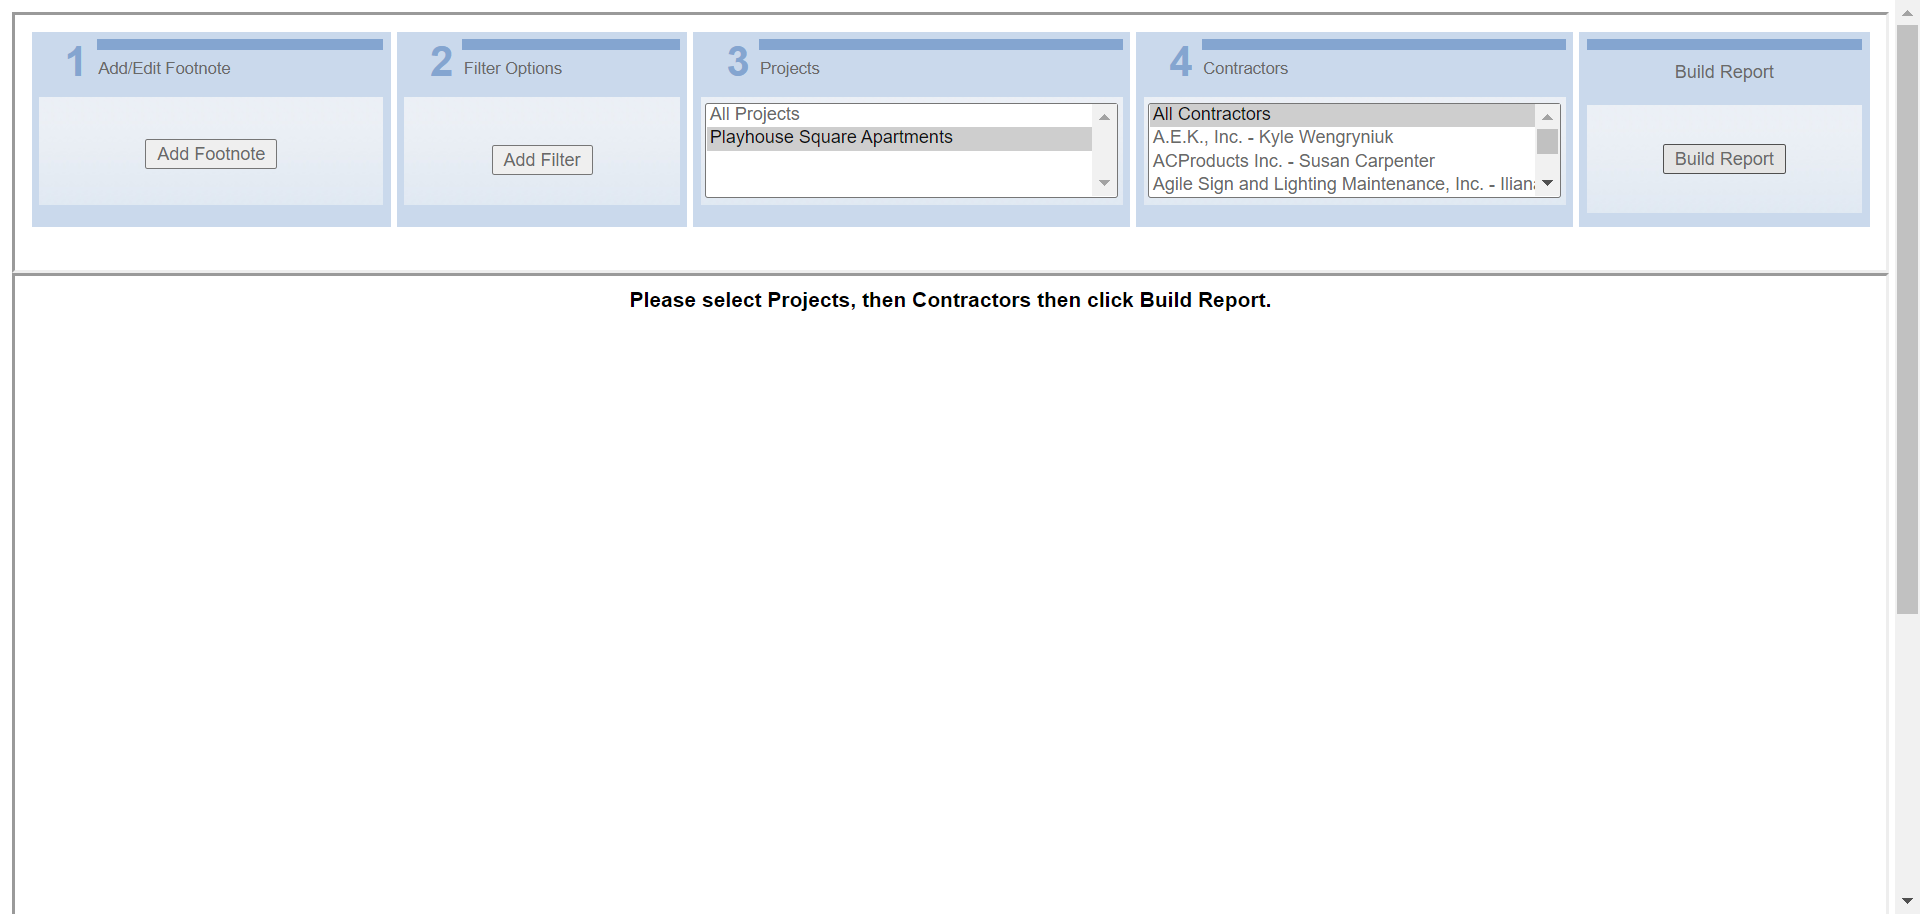 1 Add/Edit Footnote
Add Footnote
2 Filter Options
Add Filter
3 Projects
All Projects
Playhouse Square Apartments
4 Contractors
All Contractors
A.E.K., Inc. - Kyle Wengryniuk
ACProducts Inc. - Susan Carpenter
Agile Sign and Lighting Maintenance, Inc. -
Build Report
Build Report
Please select Projects, then Contractors then click Build Report.